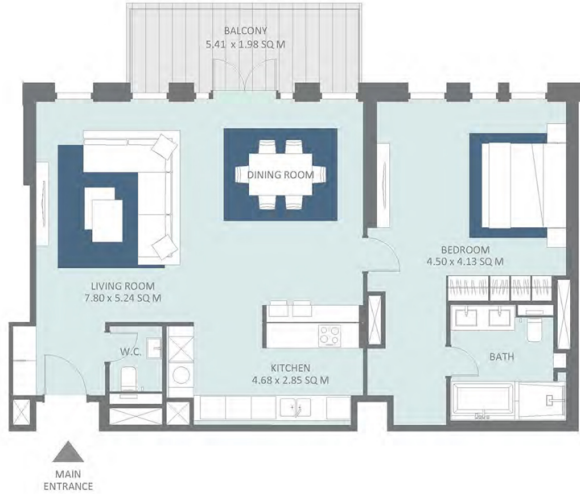 BALCONY
5.41 x 1.98 SQ M
DINING ROOM
BEDROOM
4.50 x 4.13 SQ M
LIVING ROOM
7.80 x 5.24 SQ M
W.C.
BATH
KITCHEN
4.68 x 2.85 SQ M
MAIN
ENTRANCE